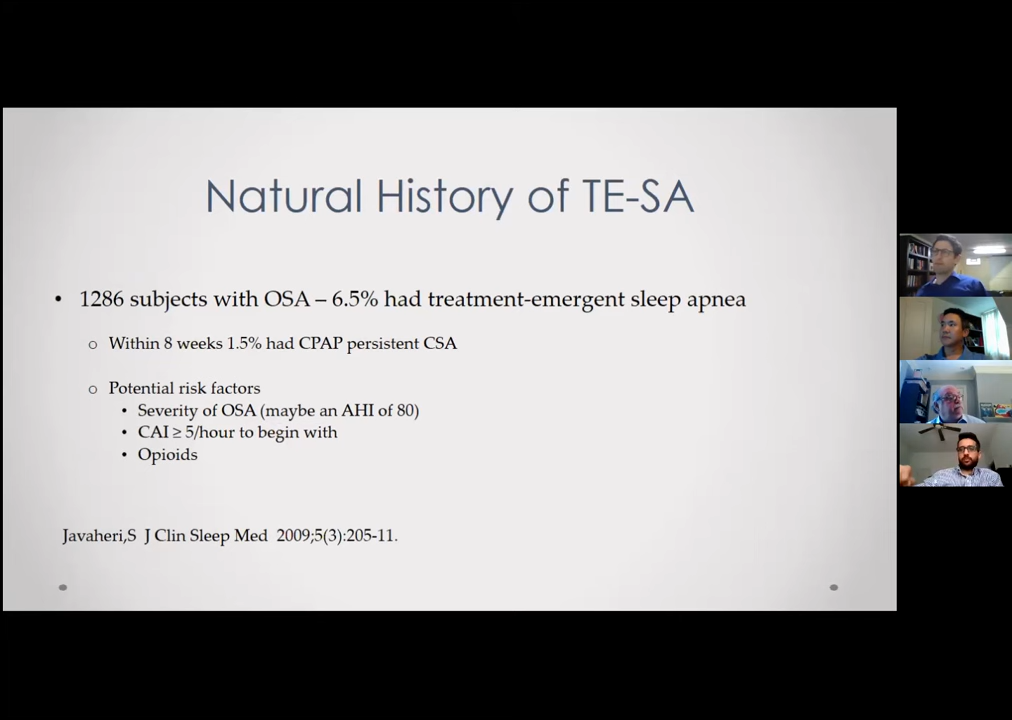 Natural History of TE-SA
• 1286 subjects with OSA – 6.5% had treatment-emergent sleep apnea
o Within 8 weeks 1.5% had CPAP persistent CSA
o Potential risk factors
• Severity of OSA (maybe an AHI of 80)
• CAI ≥ 5/hour to begin with
• Opioids
Javaheri,S J Clin Sleep Med 2009;5(3):205-11.